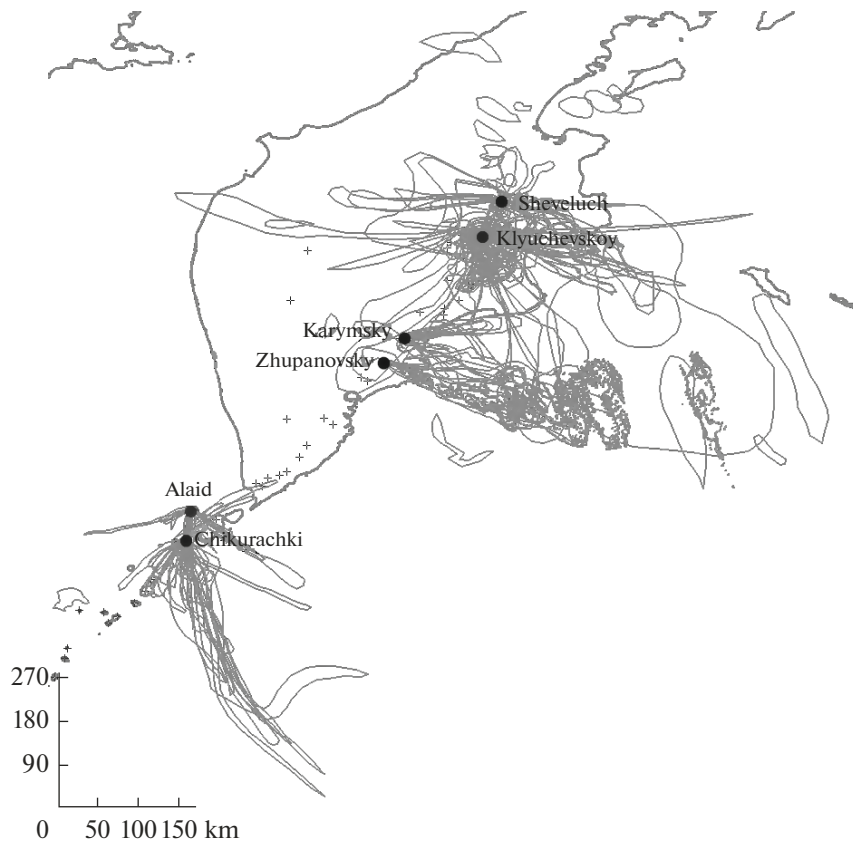 Sheveluch
Klyuchevskoy
Karymsky
Zhupanovsky
Alaid
Chikurachki
270
180
90
0 50 100 150 km